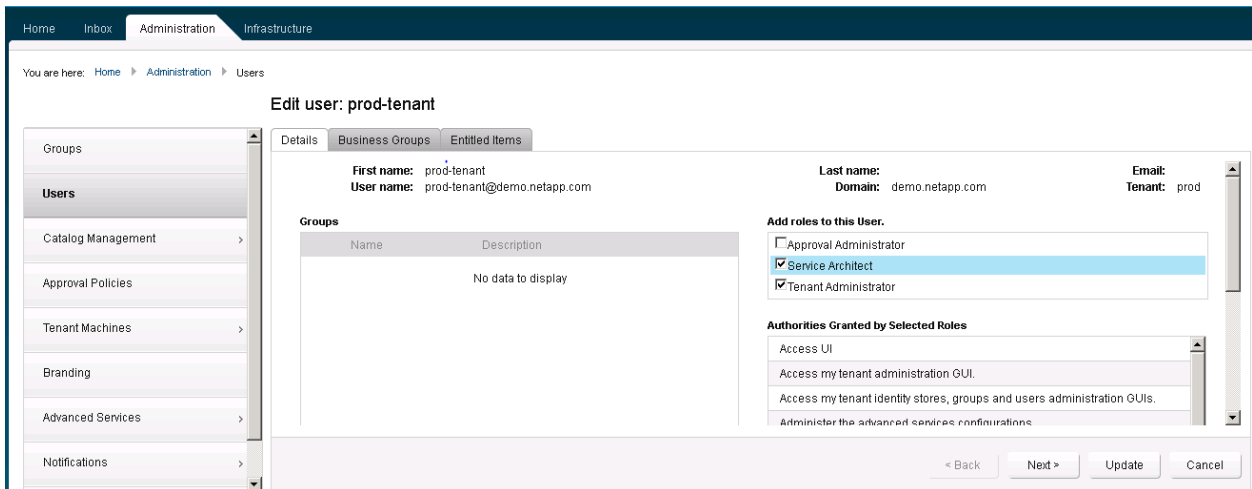 Home Inbox Administration Infrastructure
You are here: Home Administration Users
Edit user: prod-tenant
Groups
Users
Catalog Management
Approval Policies
Tenant Machines
Branding
Advanced Services
Notifications
Details Business Groups Entitled Items
First name: prod-tenant
User name: prod-tenant@demo.netapp.com
Last name:
Domain: demo.netapp.com
Email:
Tenant: prod
Groups
Name Description
No data to display
Add roles to this User.
Approval Administrator
Service Architect
Tenant Administrator
Authorities Granted by Selected Roles
Access UI
Access my tenant administration GUI.
Access my tenant identity stores, groups and users administration GUIs.
Administer the advanced services configurations
< Back Next > Update Cancel